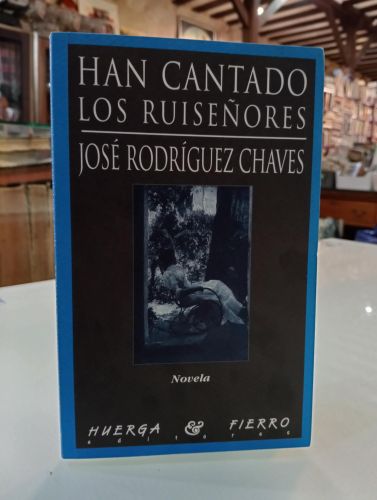 HAN CANTADO
LOS RUISEÑORES
JOSÉ RODRÍGUEZ CHAVES
Novela
HUERGA & FIERRO
editores